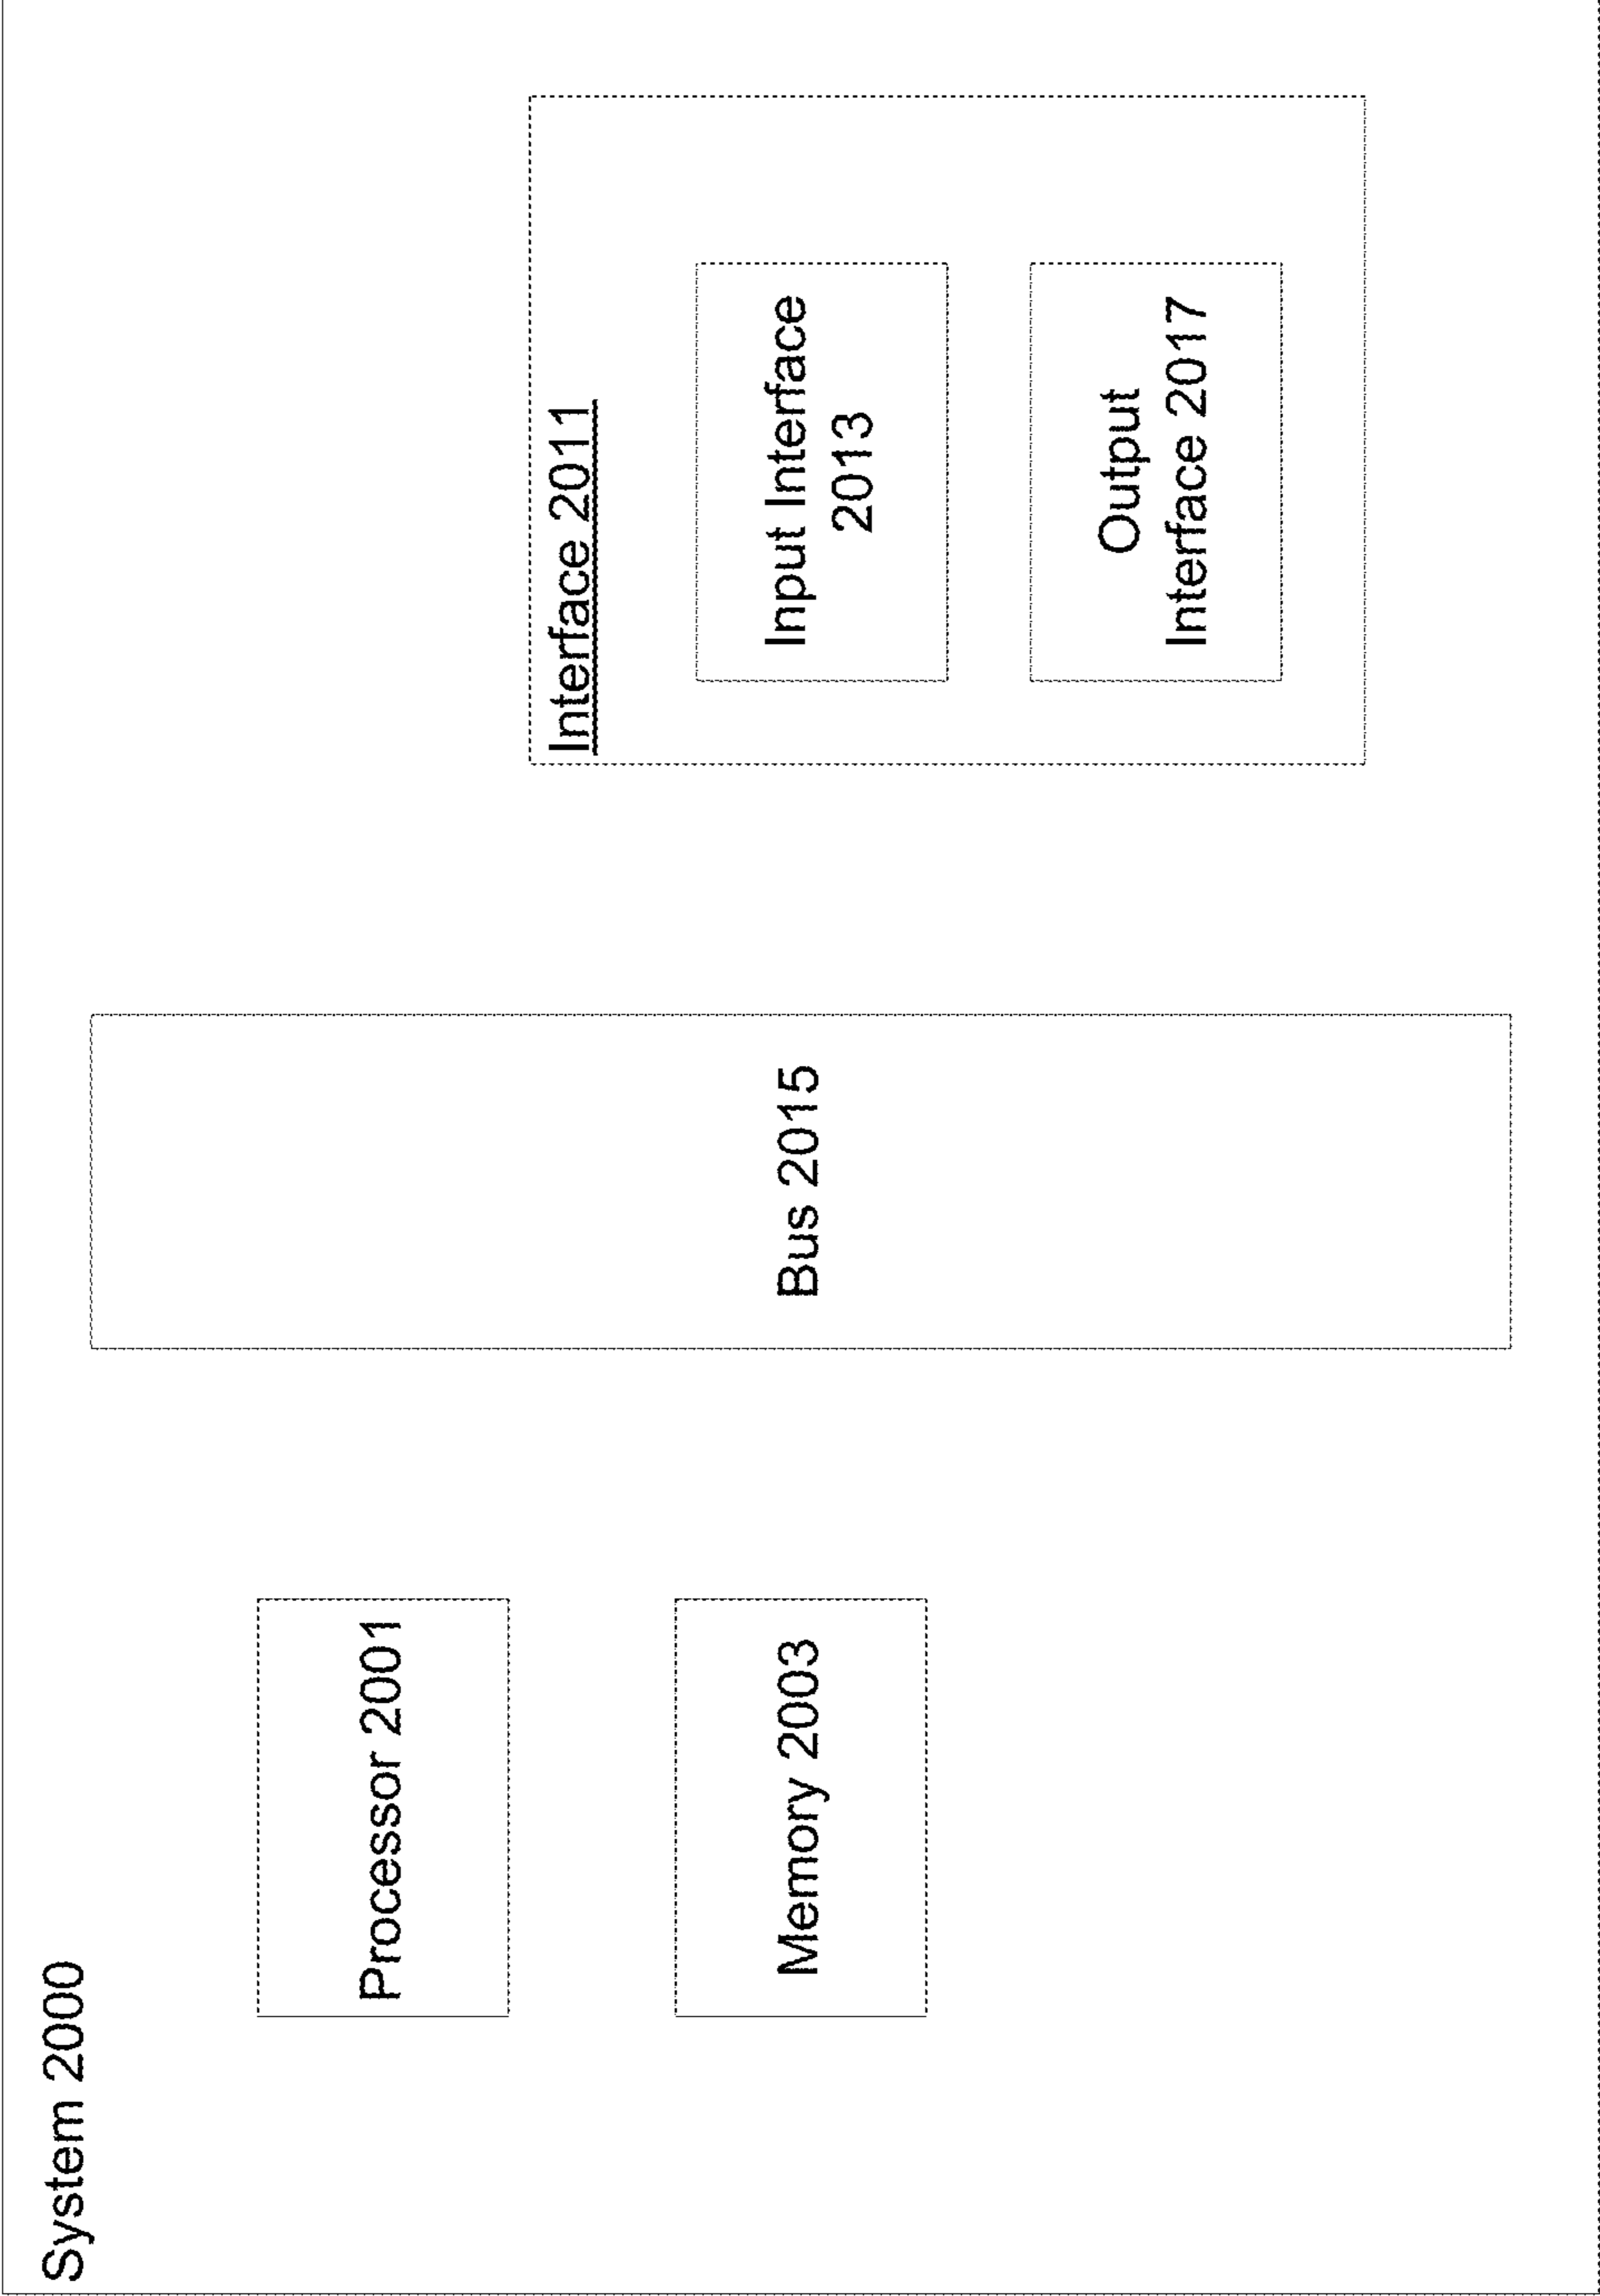 System 2000
Processor 2001
Memory 2003
Bus 2015
Interface 2011
Input Interface
2013
Output
Interface 2017